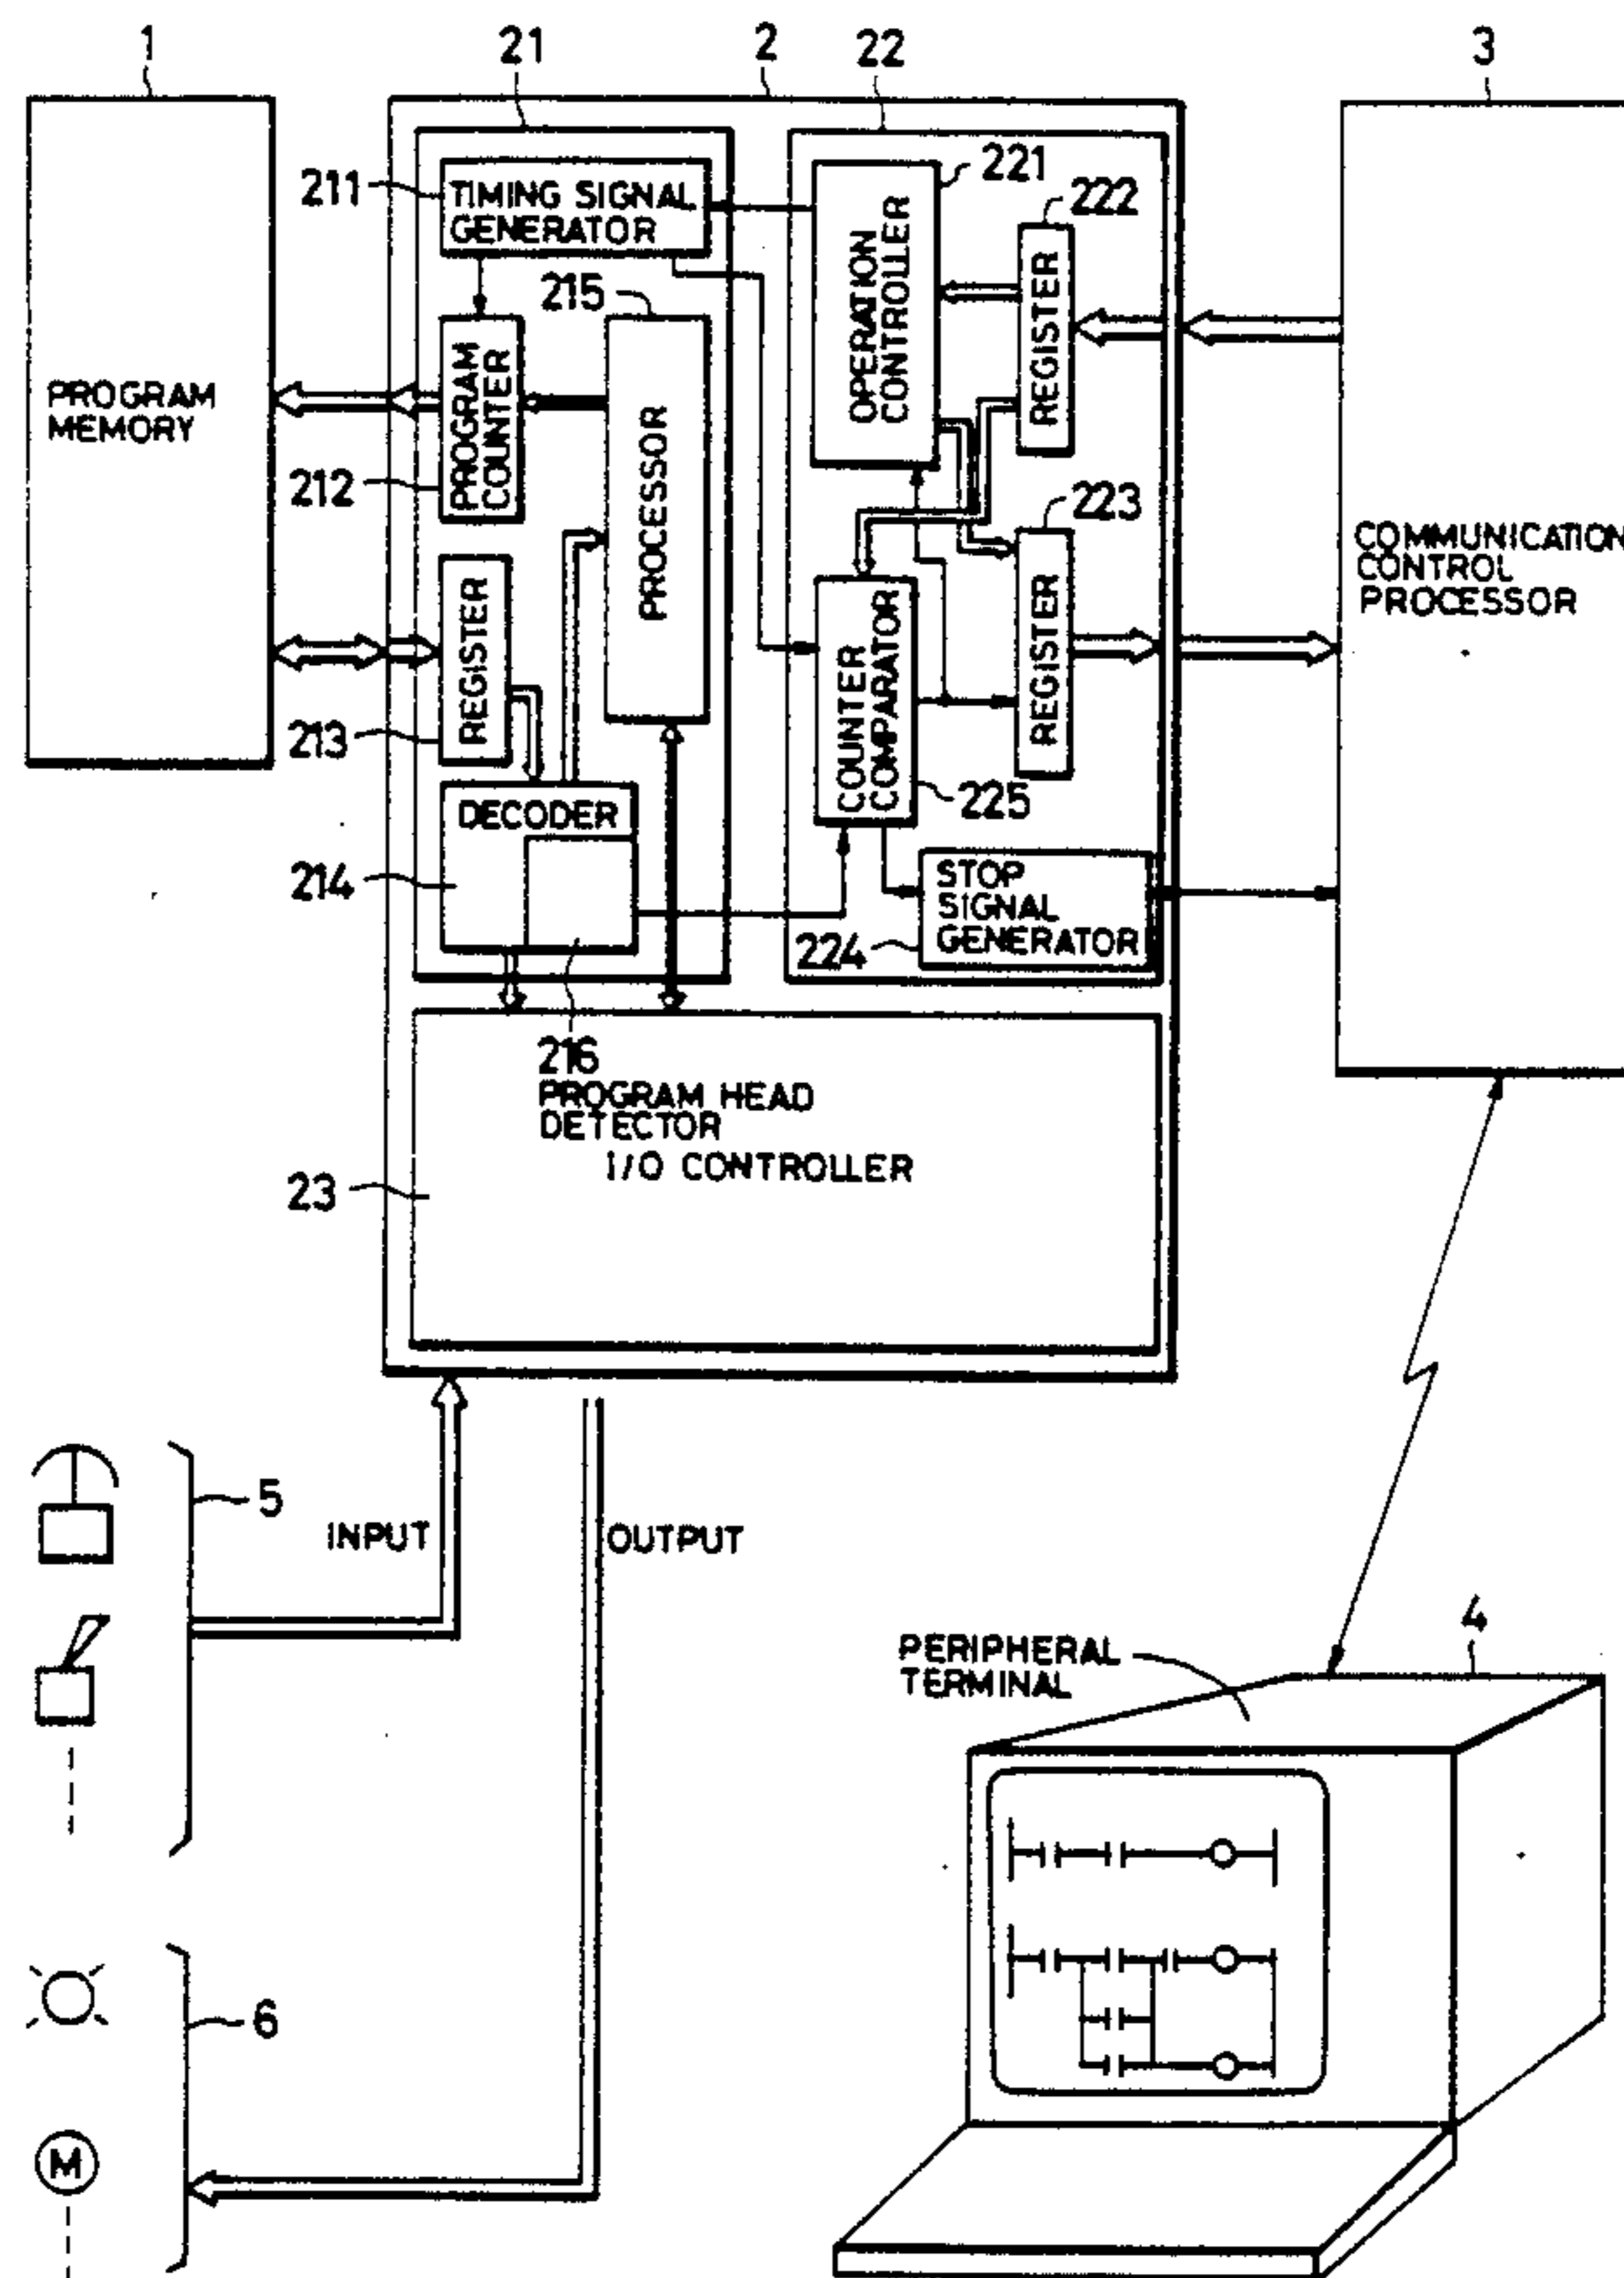 1
21
2
22
3
211
TIMING SIGNAL
GENERATOR
221
222
215
PROGRAM
MEMORY
PROGRAM
COUNTER
212
PROCESSOR
OPERATION
CONTROLLER
REGISTER
223
COMMUNICATION
CONTROL
PROCESSOR
REGISTER
213
COUNTER
COMPARATOR
REGISTER
225
DECODER
214
STOP
SIGNAL
GENERATOR
224
216
PROGRAM HEAD
DETECTOR
I/O CONTROLLER
23
5
INPUT
OUTPUT
4
PERIPHERAL
TERMINAL
6
M